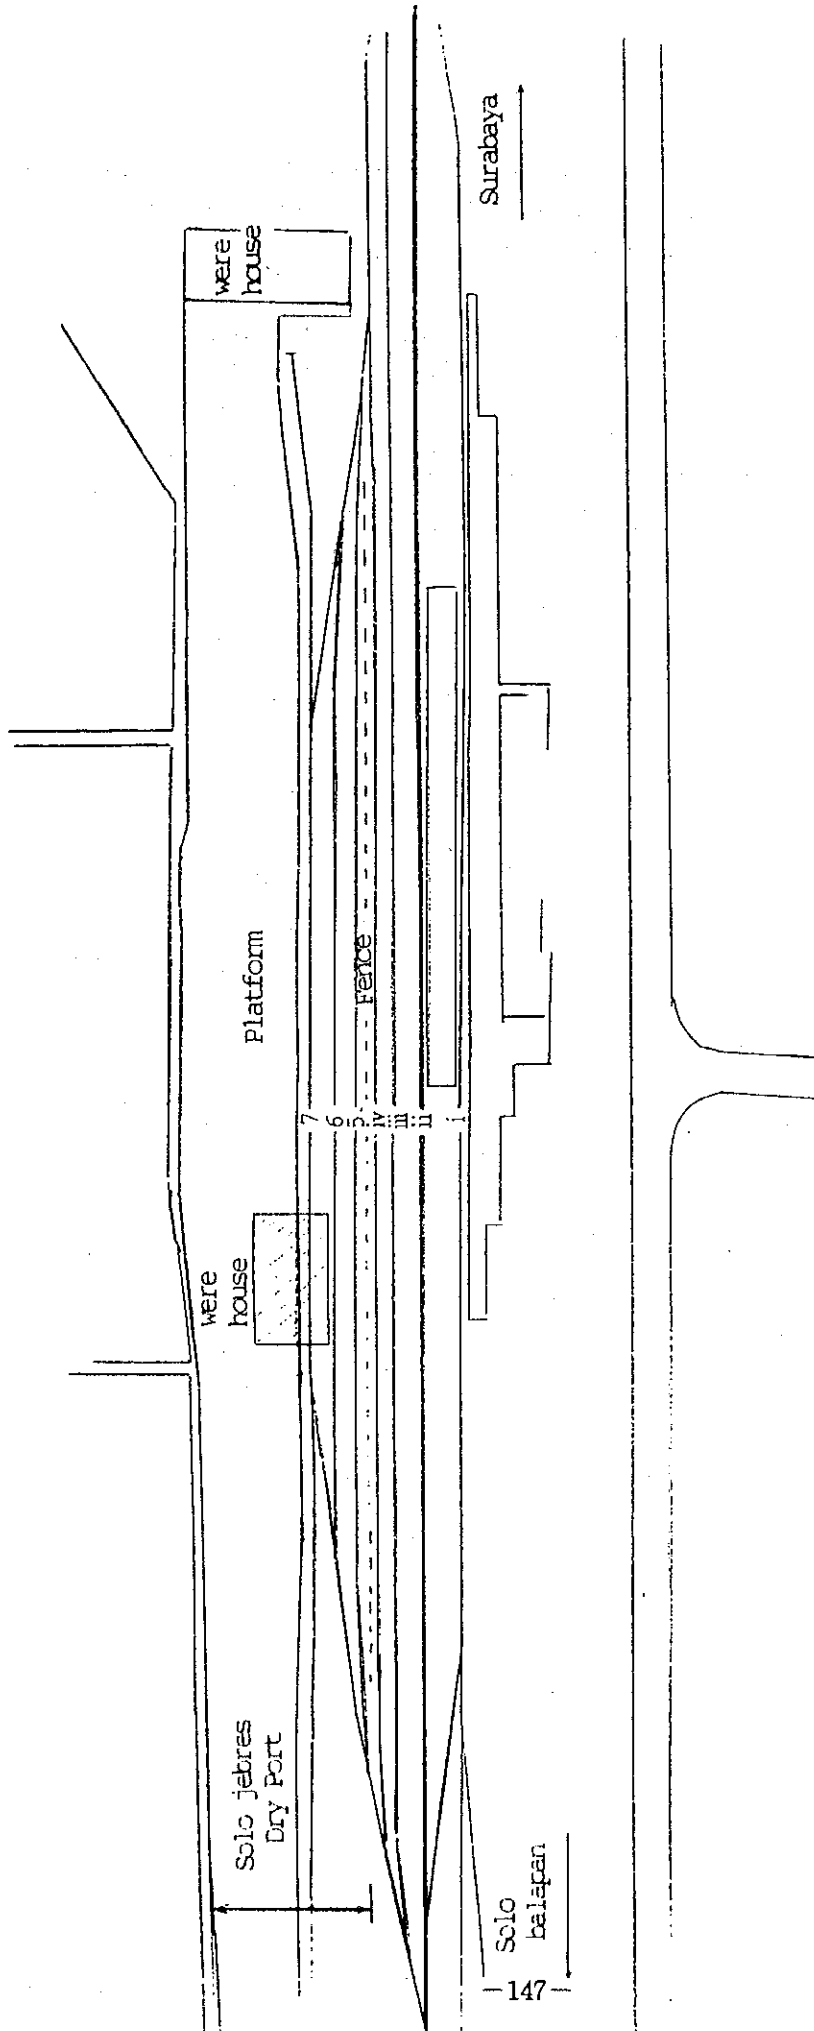 were
house
Surabaya
Platform
Fence
7
6
5
iv
iii
ii
i
were
house
Solo jebres
Dry Port
Solo
balapan
-147-